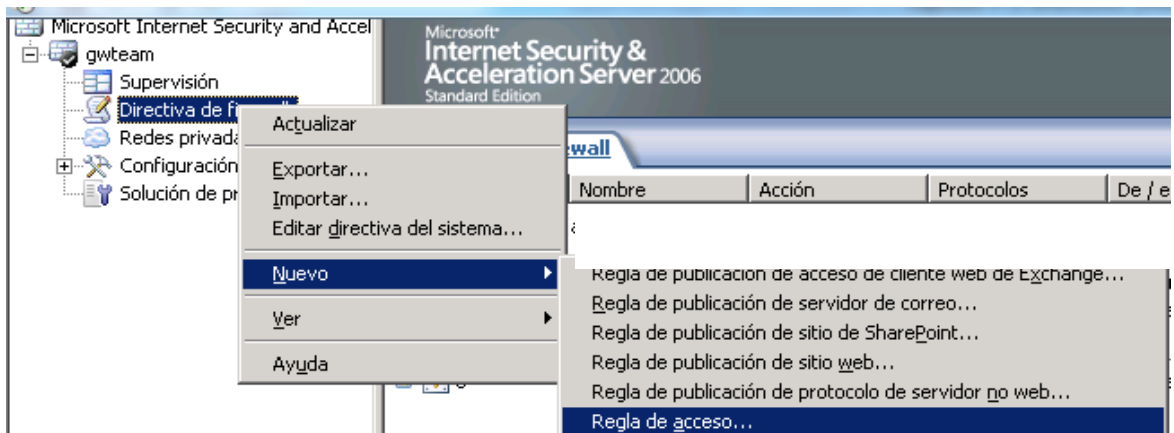 Microsoft Internet Security and Accel
gwteam
Supervisión
Directiva de
Redes
Configuración
Solución de
Microsoft
Internet Security &
Acceleration Server 2006
Standard Edition
Actualizar
Exportar...
Importar...
Editar directiva del sistema...
Nuevo
Ver
Ayuda
Nombre
Acción
Protocolos
De /
Regla de publicación de acceso de cliente web de Exchange...
Regla de publicación de servidor de correo...
Regla de publicación de sitio de SharePoint...
Regla de publicación de sitio web...
Regla de publicación de protocolo de servidor no web...
Regla de acceso...